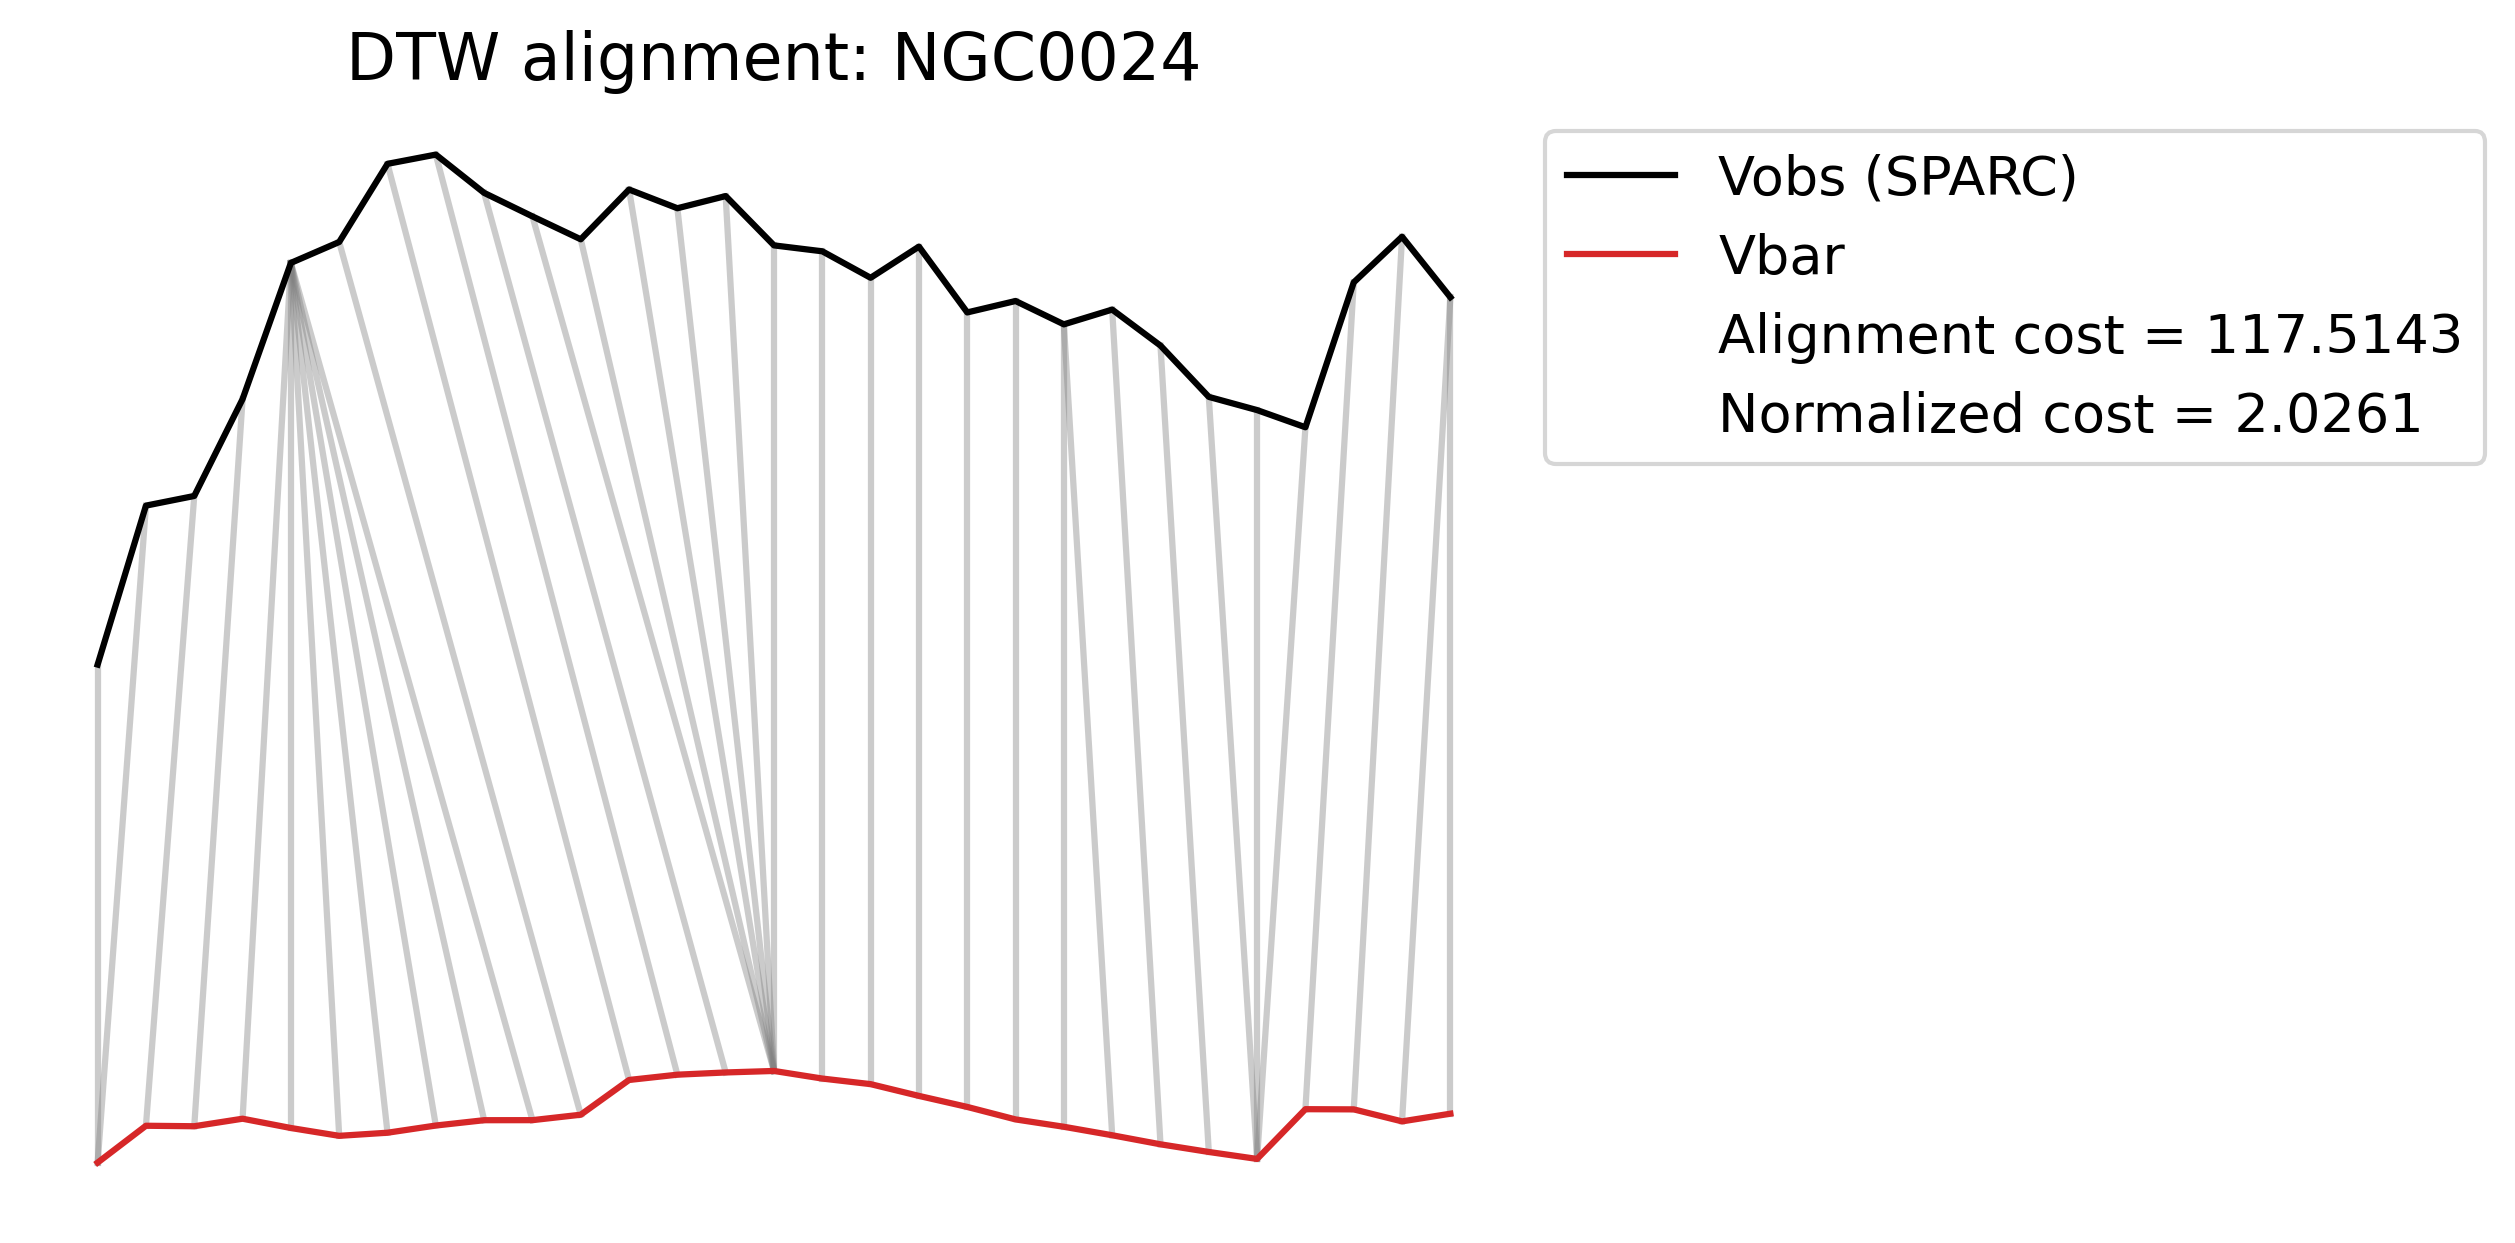 DTW alignment: NGC0024
Vobs (SPARC)
Vbar
Alignment cost = 117.5143
Normalized cost = 2.0261